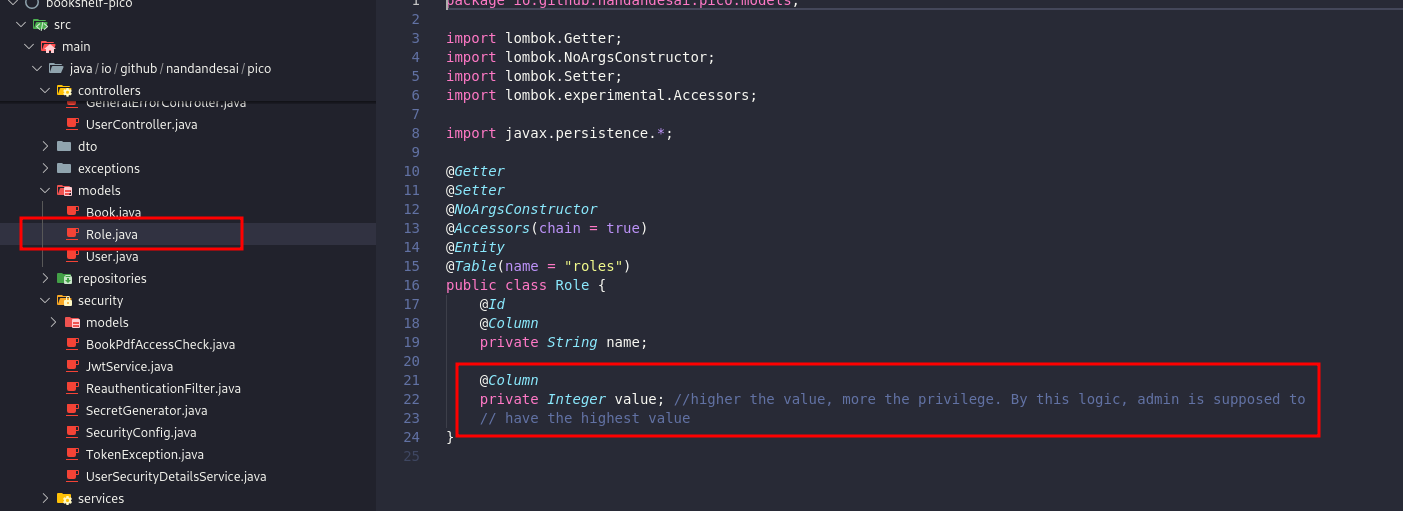 bookshelf-pico
src
main
java/io/github/nandandesai/pico
controllers
GeneralErrorController.java
UserController.java
dto
exceptions
models
Book.java
Role.java
User.java
repositories
security
models
BookPdfAccessCheck.java
JwtService.java
ReauthenticationFilter.java
SecretGenerator.java
SecurityConfig.java
TokenException.java
UserSecurityDetailsService.java
services
1 package io.github.nandandesai.pico.models;
2
3 import lombok.Getter;
4 import lombok.NoArgsConstructor;
5 import lombok.Setter;
6 import lombok.experimental.Accessors;
7
8 import javax.persistence.*;
9
10 @Getter
11 @Setter
12 @NoArgsConstructor
13 @Accessors(chain = true)
14 @Entity
15 @Table(name = "roles")
16 public class Role {
17 @Id
18 @Column
19 private String name;
20
21 @Column
22 private Integer value; //higher the value, more the privilege. By this logic, admin is supposed to
23 // have the highest value
24 }
25